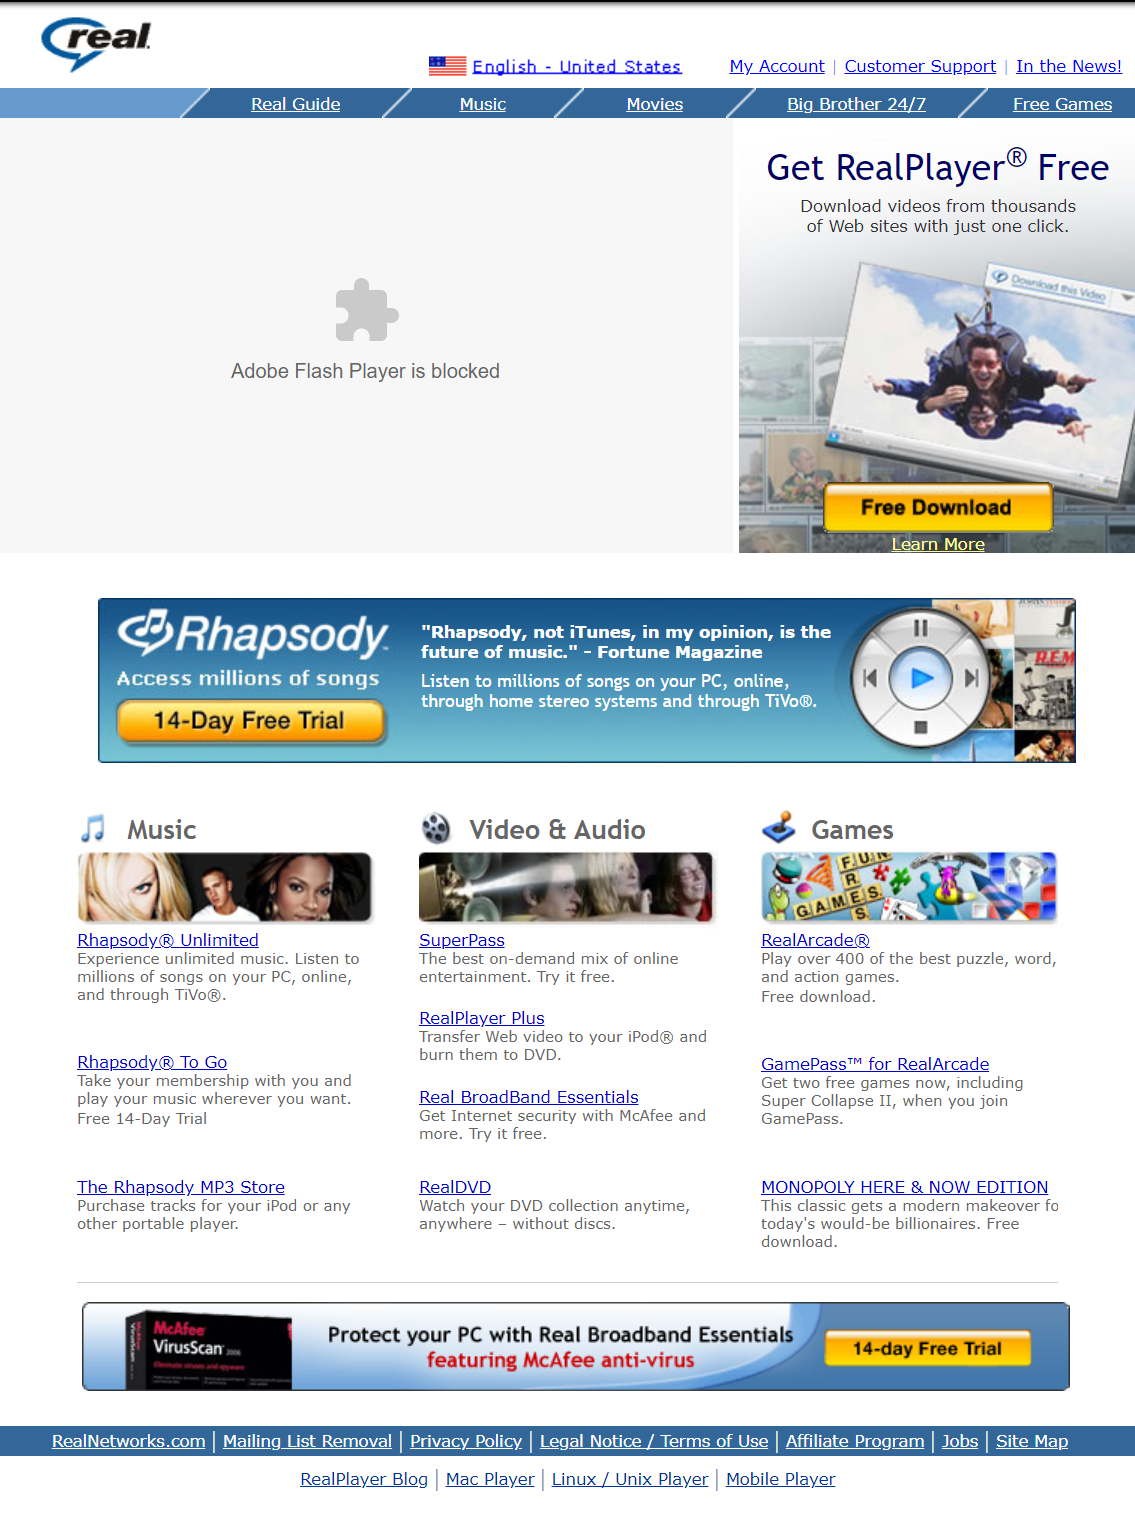 real
English - United States
My Account | Customer Support | In the News!
Real Guide
Music
Movies
Big Brother 24/7
Free Games
Adobe Flash Player is blocked
Get RealPlayer® Free
Download videos from thousands
of Web sites with just one click.
Download this Video
Free Download
Learn More
Rhapsody
Access millions of songs
14-Day Free Trial
"Rhapsody, not iTunes, in my opinion, is the
future of music." - Fortune Magazine
Listen to millions of songs on your PC, online,
through home stereo systems and through TiVo®.
R.E.M.
Music
Rhapsody® Unlimited
Experience unlimited music. Listen to
millions of songs on your PC, online,
and through TiVo®.
Rhapsody® To Go
Take your membership with you and
play your music wherever you want.
Free 14-Day Trial
The Rhapsody MP3 Store
Purchase tracks for your iPod or any
other portable player.
Video & Audio
SuperPass
The best on-demand mix of online
entertainment. Try it free.
RealPlayer Plus
Transfer Web video to your iPod® and
burn them to DVD.
Real BroadBand Essentials
Get Internet security with McAfee and
more. Try it free.
RealDVD
Watch your DVD collection anytime,
anywhere – without discs.
Games
FUN
FREE
GAMES
RealArcade®
Play over 400 of the best puzzle, word,
and action games.
Free download.
GamePass™ for RealArcade
Get two free games now, including
Super Collapse II, when you join
GamePass.
MONOPOLY HERE & NOW EDITION
This classic gets a modern makeover fo
today's would-be billionaires. Free
download.
McAfee
VirusScan 2006
Eliminate viruses and spyware
Protect your PC with Real Broadband Essentials
featuring McAfee anti-virus
14-day Free Trial
RealNetworks.com | Mailing List Removal | Privacy Policy | Legal Notice / Terms of Use | Affiliate Program | Jobs | Site Map
RealPlayer Blog | Mac Player | Linux / Unix Player | Mobile Player